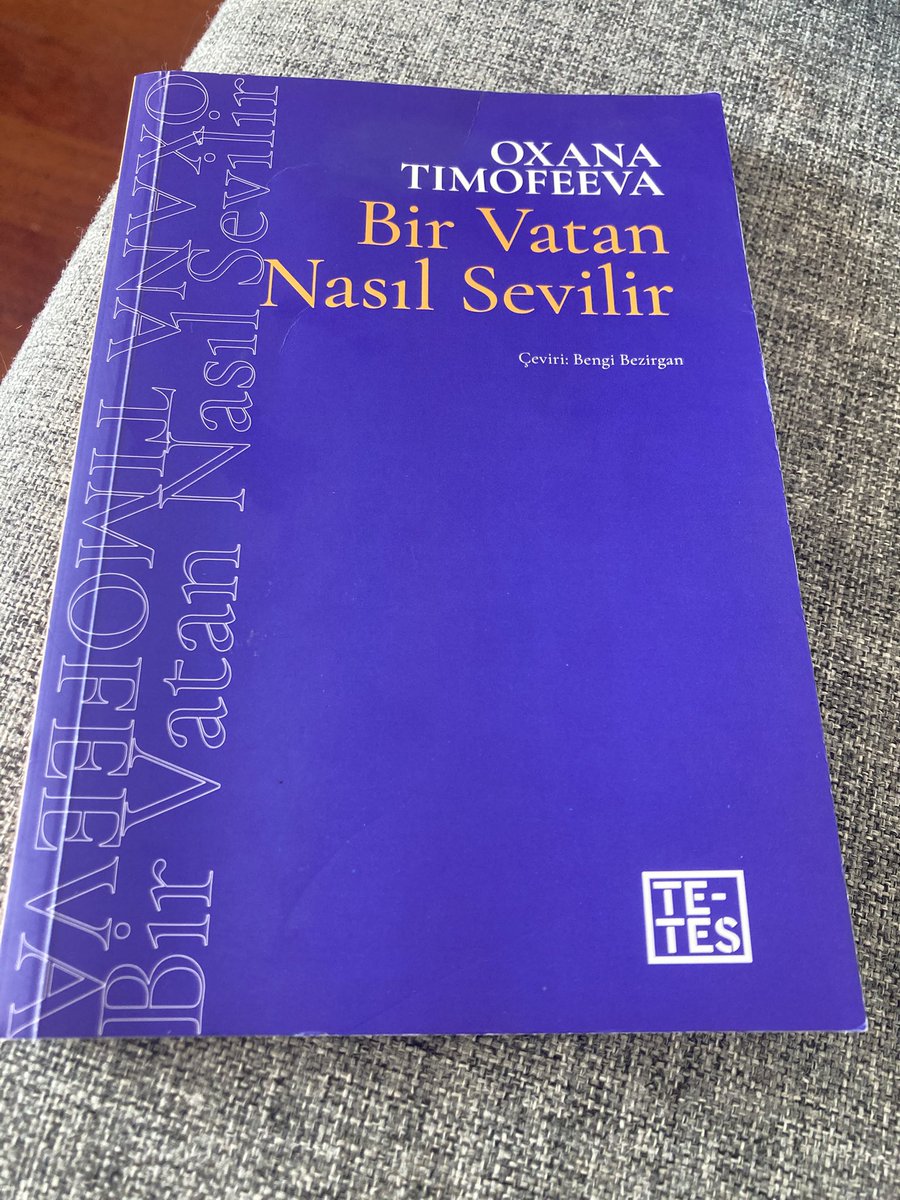 OXANA
TIMOFEEVA
Bir Vatan
Nasıl Sevilir
Çeviri: Bengi Bezirgan
OXANA TIMOFEEVA
Bir Vatan Nasıl Sevilir
TE-
TES